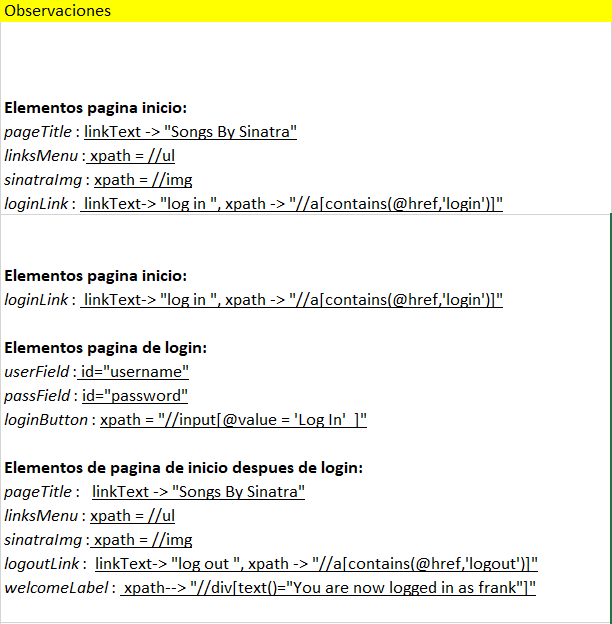 Observaciones
Elementos pagina inicio:
pageTitle : linkText -> "Songs By Sinatra"
linksMenu : xpath = //ul
sinatraImg : xpath = //img
loginLink :  linkText-> "log in ", xpath -> "//a[contains(@href,'login')]"
Elementos pagina inicio:
loginLink :  linkText-> "log in ", xpath -> "//a[contains(@href,'login')]"
Elementos pagina de login:
userField : id="username"
passField : id="password"
loginButton : xpath = "//input[@value = 'Log In'  ]"
Elementos de pagina de inicio despues de login:
pageTitle :   linkText -> "Songs By Sinatra"
linksMenu : xpath = //ul
sinatraImg : xpath = //img
logoutLink :  linkText-> "log out ", xpath -> "//a[contains(@href,'logout')]"
welcomeLabel :  xpath--> "//div[text()="You are now logged in as frank"]"